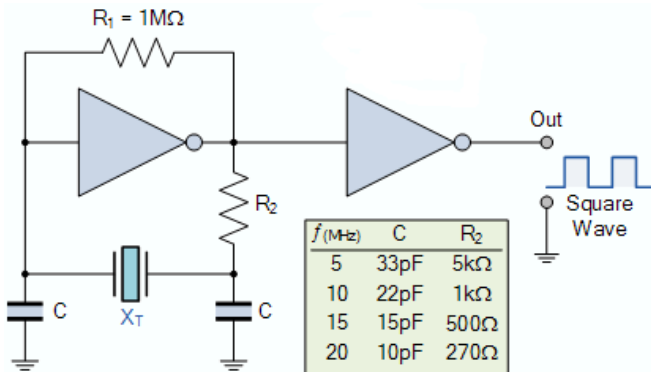 R₁ = 1MΩ
Out
R₂
Square
Wave
C
X_T
C
f(MHz) C R₂
5 33pF 5kΩ
10 22pF 1kΩ
15 15pF 500Ω
20 10pF 270Ω